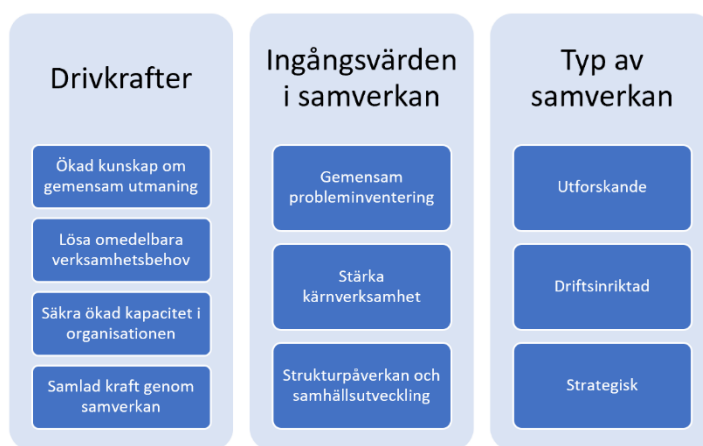 Drivkrafter
Ökad kunskap om
gemensam utmaning
Lösa omedelbara
verksamhetsbehov
Säkra ökad kapacitet i
organisationen
Samlad kraft genom
samverkan
Ingångsvärden
i samverkan
Gemensam
probleminventering
Stärka
kärnverksamhet
Strukturpåverkan och
samhällsutveckling
Typ av
samverkan
Utforskande
Driftsinriktad
Strategisk